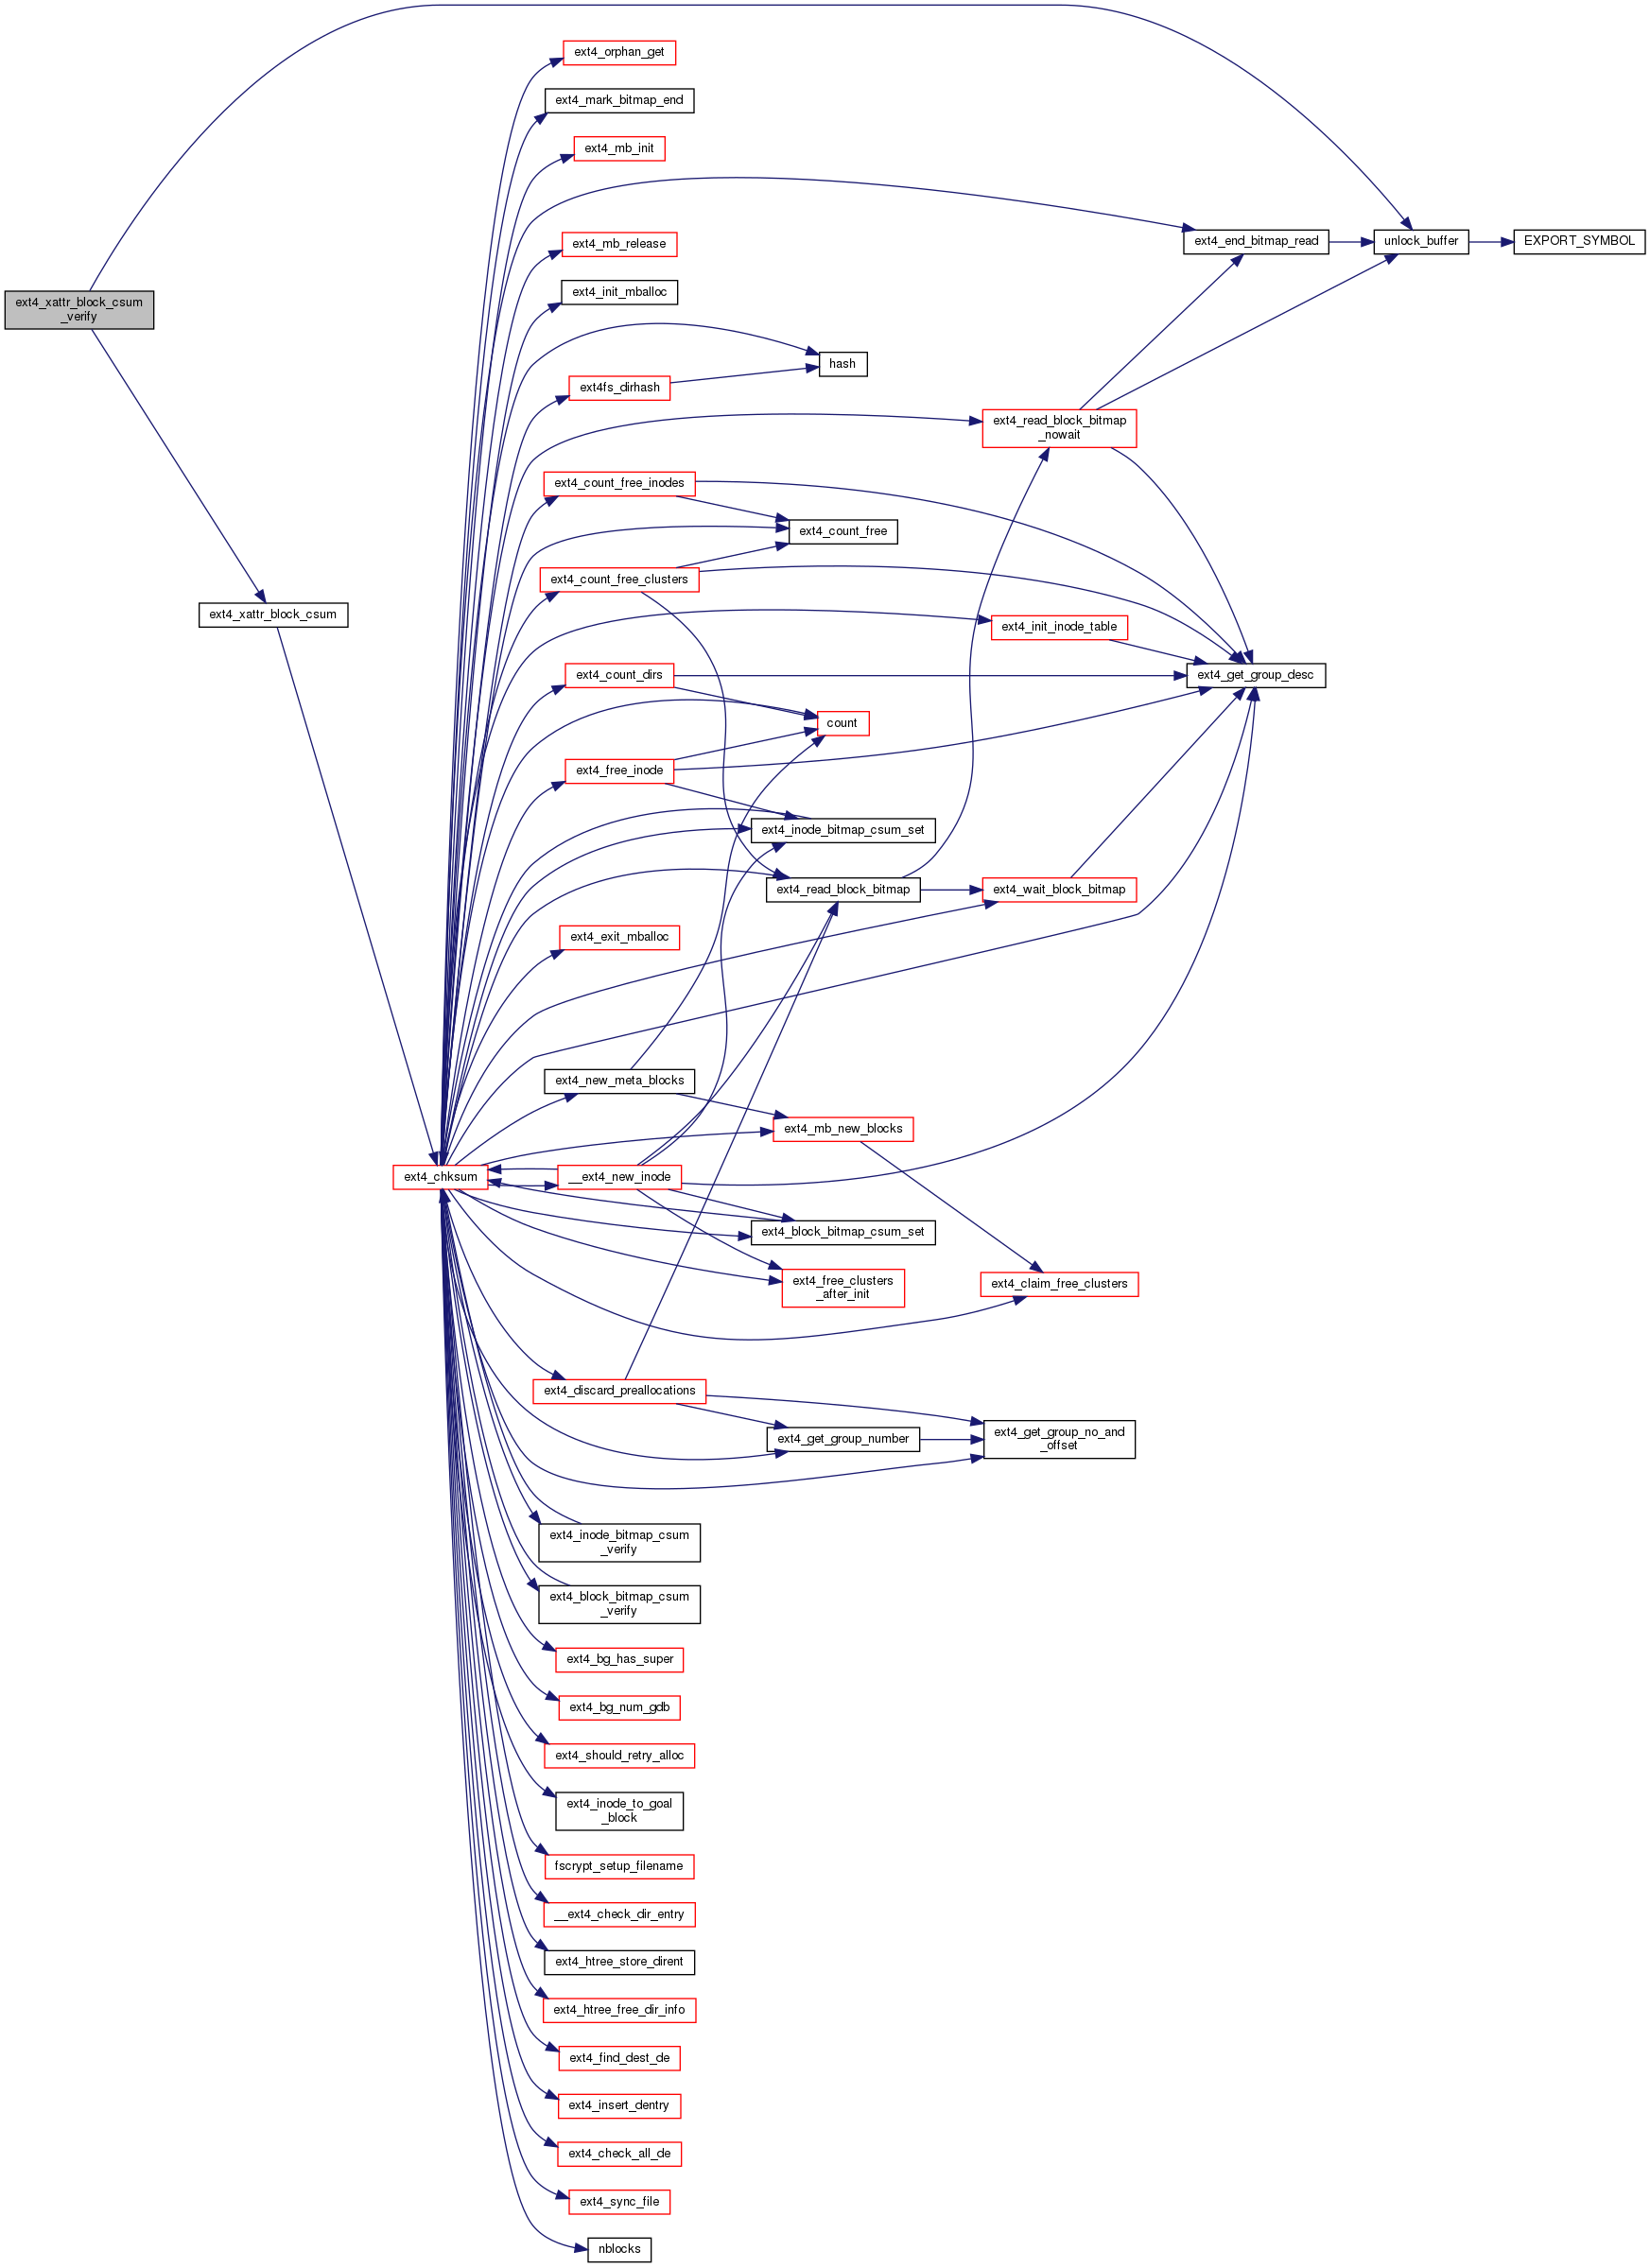 ext4_orphan_get
ext4_mark_bitmap_end
ext4_mb_init
ext4_mb_release
ext4_end_bitmap_read
unlock_buffer
EXPORT_SYMBOL
ext4_init_mballoc
ext4_xattr_block_csum
_verify
hash
ext4fs_dirhash
ext4_read_block_bitmap
_nowait
ext4_count_free_inodes
ext4_count_free
ext4_count_free_clusters
ext4_xattr_block_csum
ext4_init_inode_table
ext4_count_dirs
ext4_get_group_desc
count
ext4_free_inode
ext4_inode_bitmap_csum_set
ext4_read_block_bitmap
ext4_wait_block_bitmap
ext4_exit_mballoc
ext4_new_meta_blocks
ext4_mb_new_blocks
ext4_chksum
__ext4_new_inode
ext4_block_bitmap_csum_set
ext4_free_clusters
_after_init
ext4_claim_free_clusters
ext4_discard_preallocations
ext4_get_group_number
ext4_get_group_no_and
_offset
ext4_inode_bitmap_csum
_verify
ext4_block_bitmap_csum
_verify
ext4_bg_has_super
ext4_bg_num_gdb
ext4_should_retry_alloc
ext4_inode_to_goal
_block
fscrypt_setup_filename
__ext4_check_dir_entry
ext4_htree_store_dirent
ext4_htree_free_dir_info
ext4_find_dest_de
ext4_insert_dentry
ext4_check_all_de
ext4_sync_file
nblocks